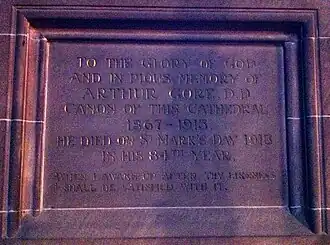 TO THE GLORY OF GOD
AND IN PIOUS MEMORY OF
ARTHUR GORE D.D.
CANON OF THIS CATHEDRAL
1867–1913.
HE DIED ON ST MARK'S DAY 1913
IN HIS 84TH YEAR.
WHEN I AWAKE UP AFTER THY LIKENESS
I SHALL BE SATISFIED WITH IT.